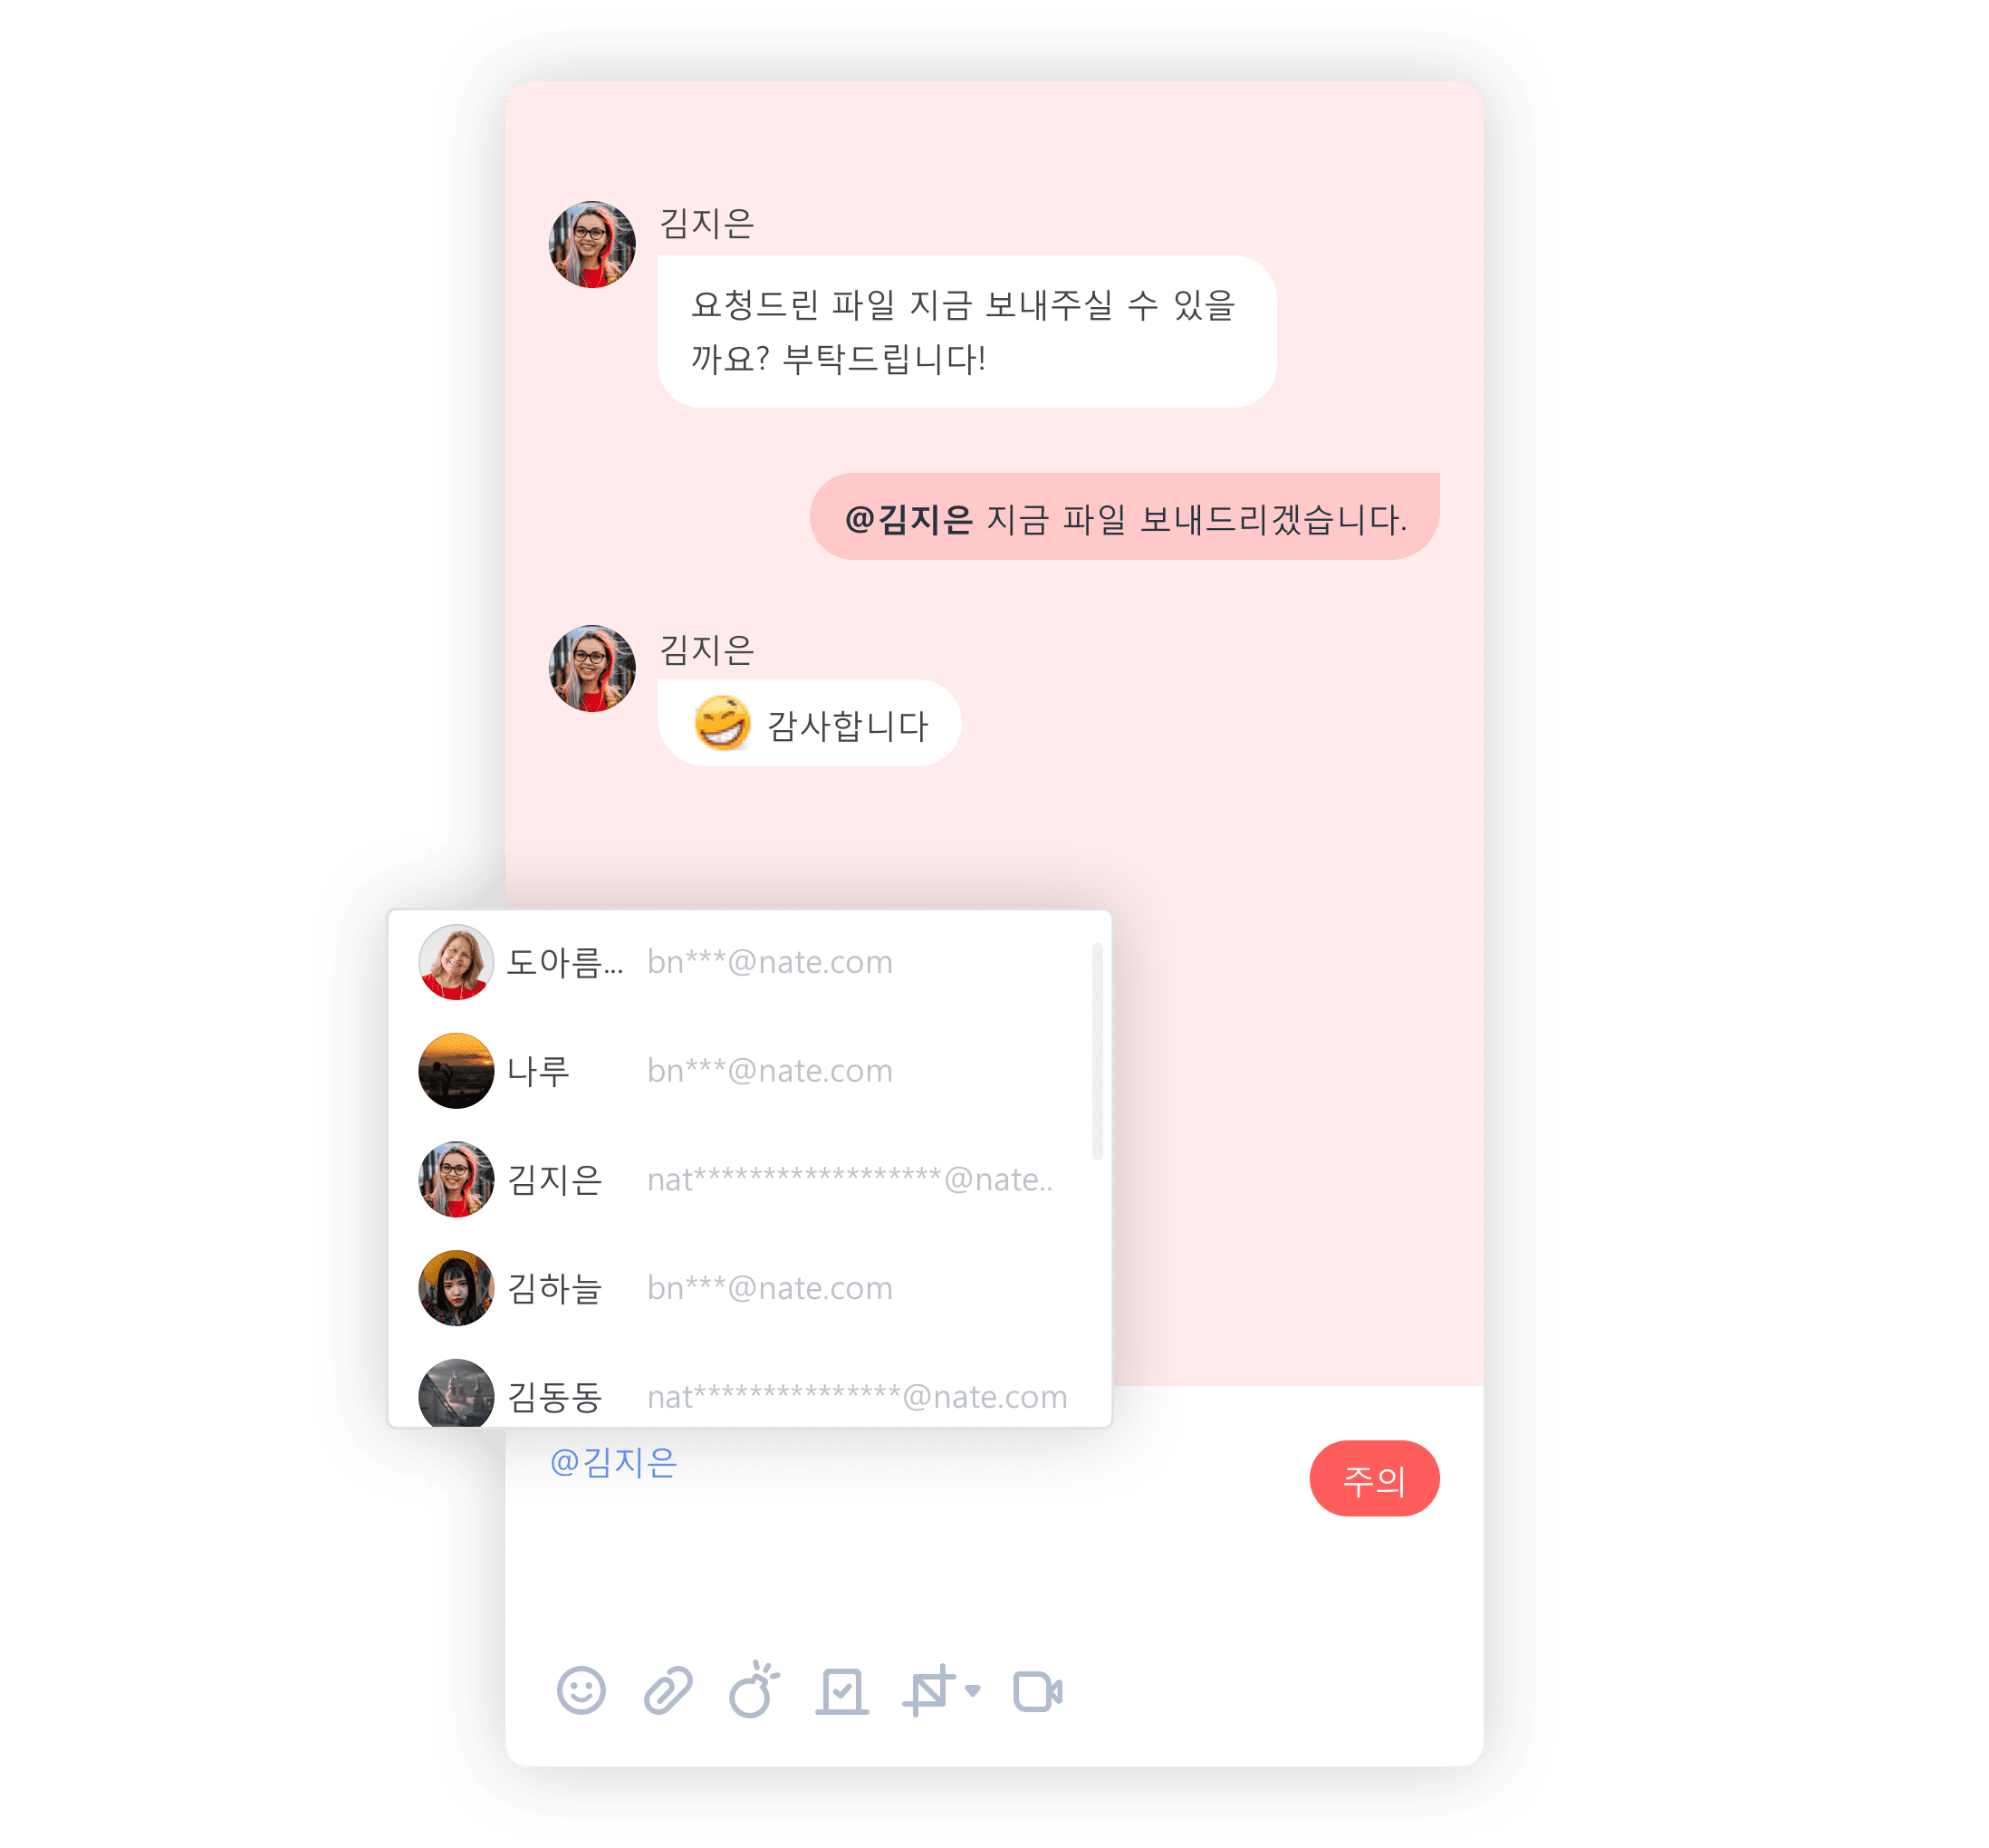 김지은
요청드린 파일 지금 보내주실 수 있을
까요? 부탁드립니다!
@김지은 지금 파일 보내드리겠습니다.
김지은
감사합니다
도아름... bn***@nate.com
나루 bn***@nate.com
김지은 nat******************@nate..
김하늘 bn***@nate.com
김동동 nat***************@nate.com
@김지은
주의